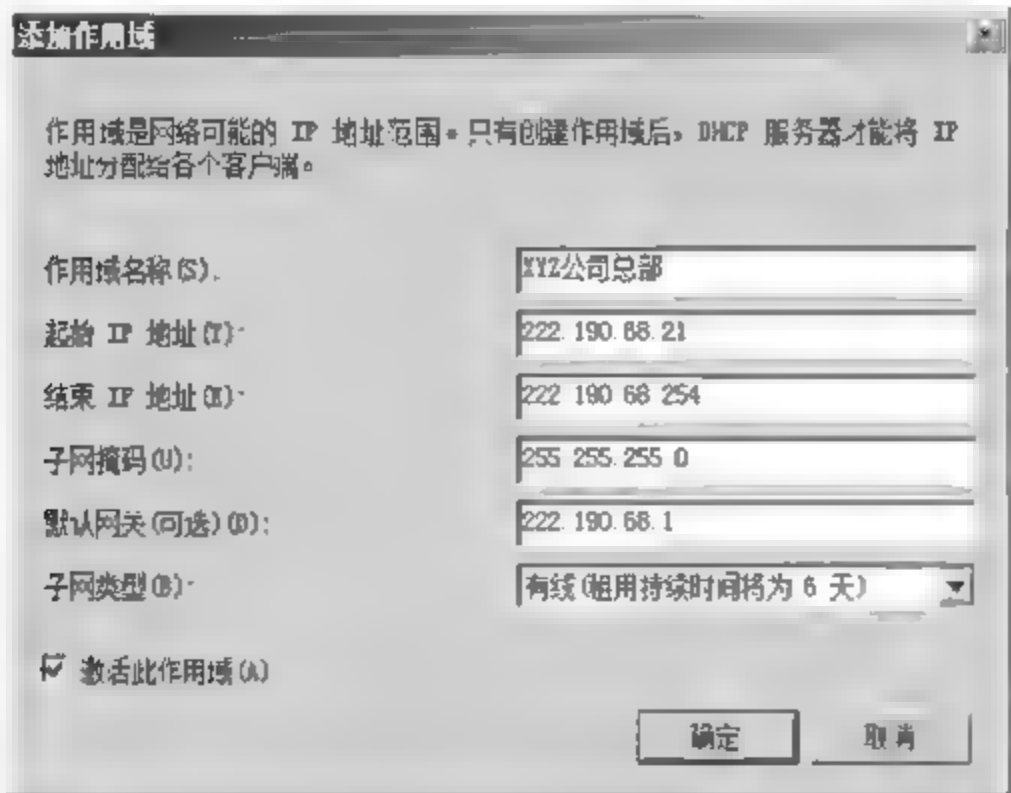 添加作用域
作用域是网络可能的 IP 地址范围。只有创建作用域后，DHCP 服务器才能将 IP
地址分配给各个客户端。
作用域名称(S):
XYZ公司总部
起始 IP 地址(T):
222.190.68.21
结束 IP 地址(E):
222.190.68.254
子网掩码(U):
255.255.255.0
默认网关(可选)(D):
222.190.68.1
子网类型(B):
有线(租用持续时间将为 6 天)
激活此作用域(A)
确定
取消